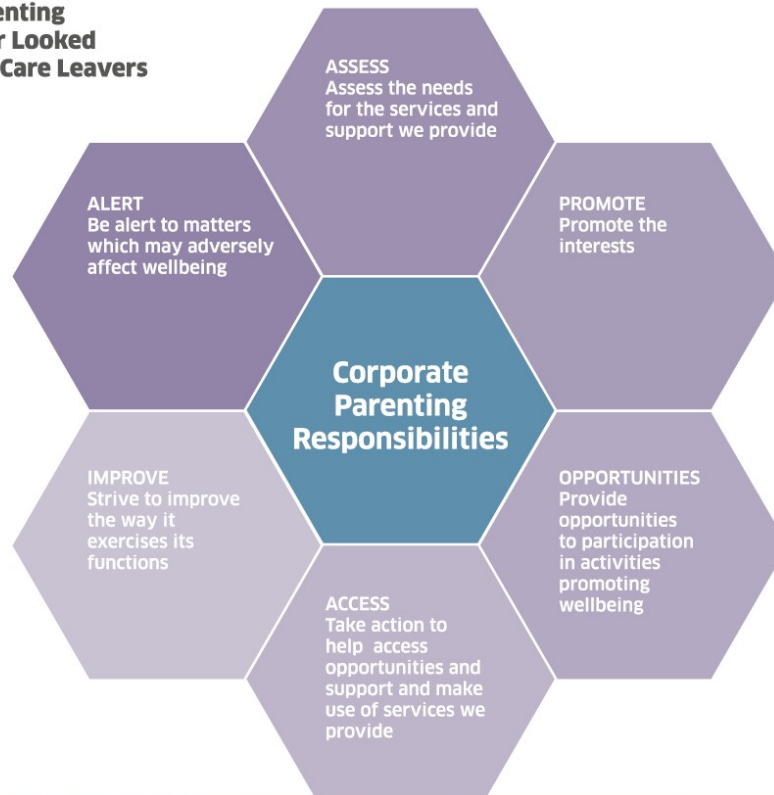 enting
r Looked
Care Leavers
ASSESS
Assess the needs
for the services and
support we provide
ALERT
Be alert to matters
which may adversely
affect wellbeing
PROMOTE
Promote the
interests
Corporate
Parenting
Responsibilities
IMPROVE
Strive to improve
the way it
exercises its
functions
OPPORTUNITIES
Provide
opportunities
to participation
in activities
promoting
wellbeing
ACCESS
Take action to
help access
opportunities and
support and make
use of services we
provide